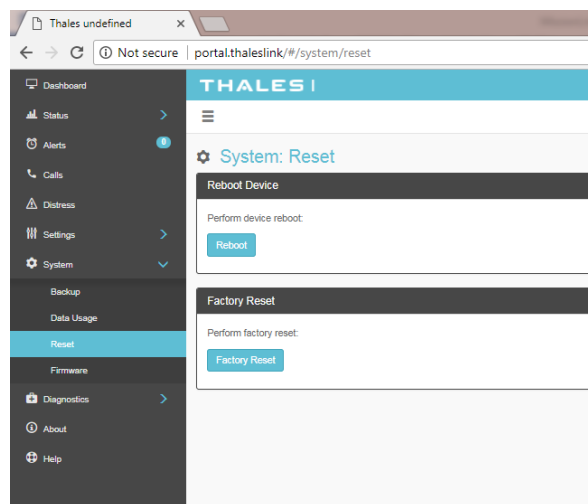 Thales undefined
Not secure | portal.thaleslink/#/system/reset
Dashboard
Status
Alerts
0
Calls
Distress
Settings
System
Backup
Data Usage
Reset
Firmware
Diagnostics
About
Help
THALES
System: Reset
Reboot Device
Perform device reboot:
Reboot
Factory Reset
Perform factory reset:
Factory Reset